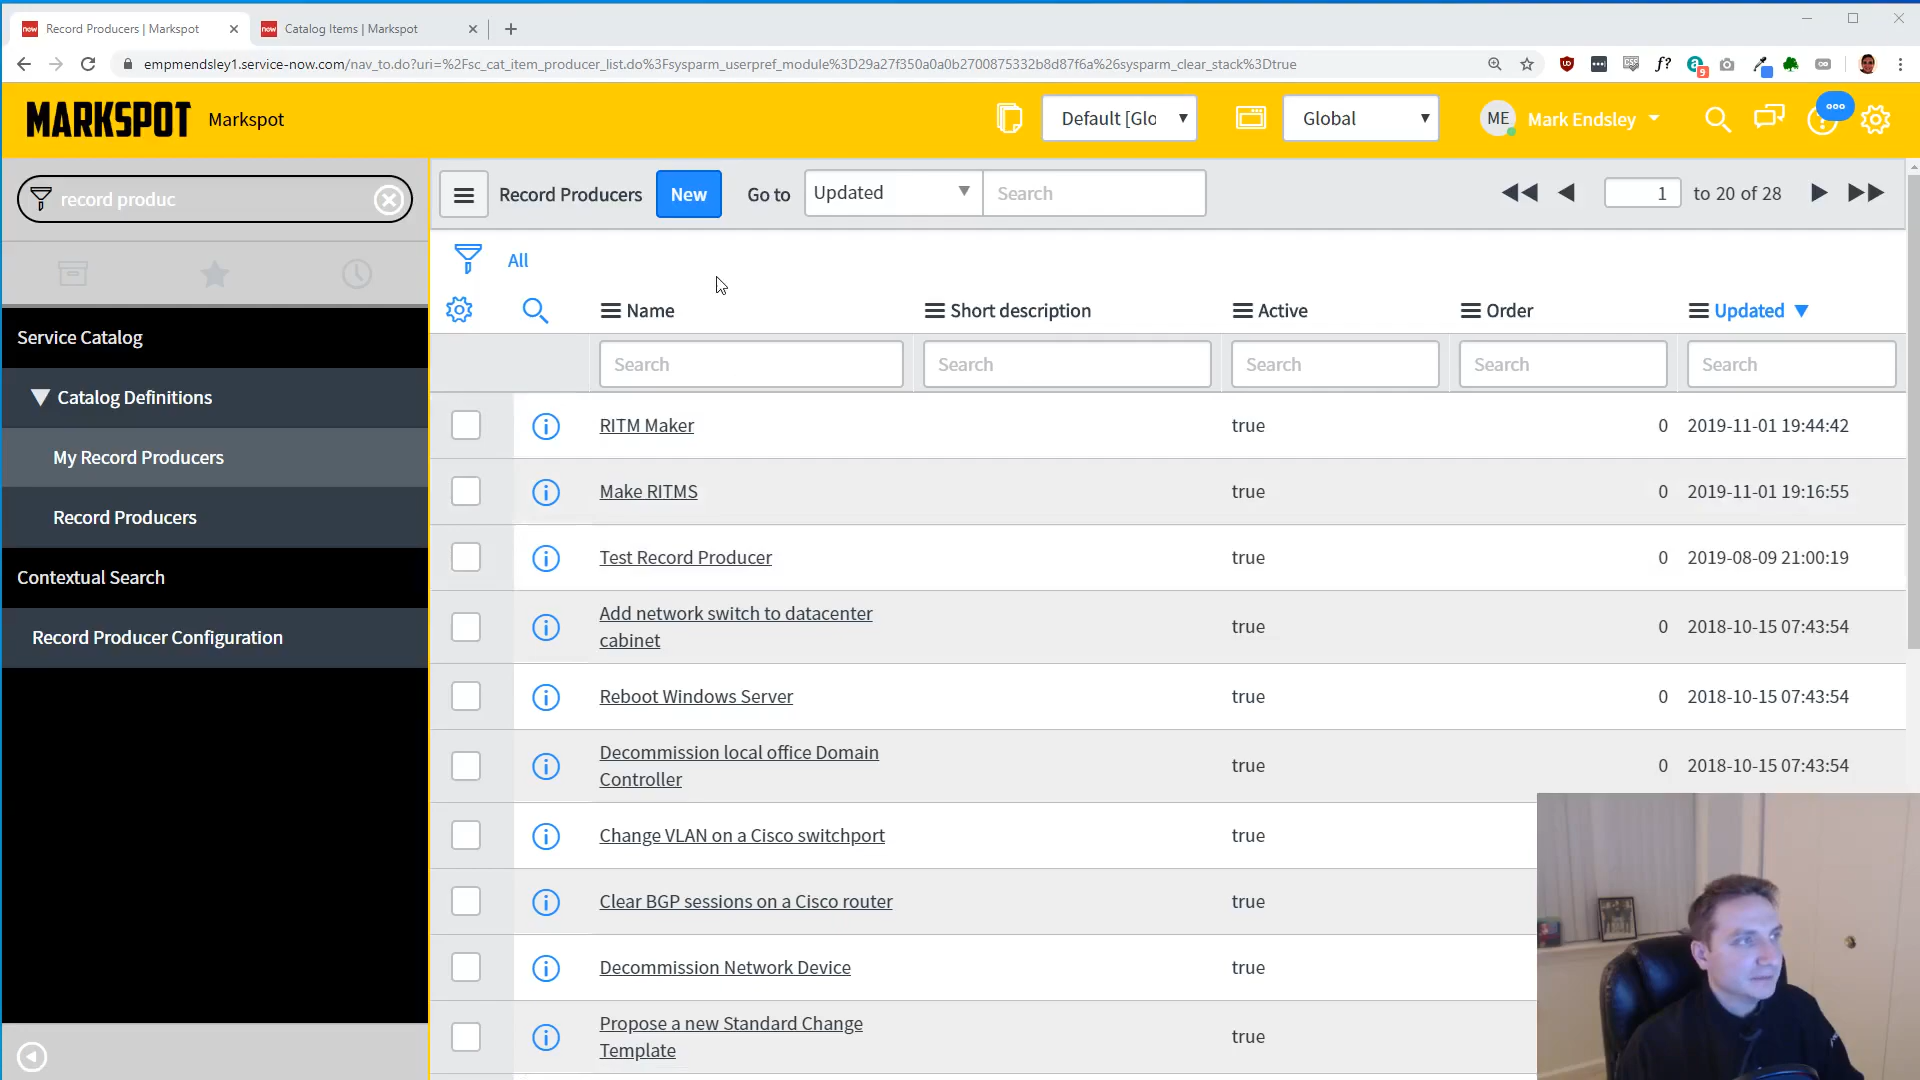 Record Producers | Markspot
Catalog Items | Markspot
empmendsley1.service-now.com/nav_to.do?uri=%2Fsc_cat_item_producer_list.do%3Fsysparm_userpref_module%3D29a27f350a0a0b2700875332b8d87f6a%26sysparm_clear_stack%3Dtrue
MARKSPOT Markspot
Default [Glo
Global
ME Mark Endsley
record produc
Record Producers New Go to Updated Search 1 to 20 of 28
All
Name Short description Active Order Updated
Search Search Search Search Search
Service Catalog
Catalog Definitions
My Record Producers
Record Producers
Contextual Search
Record Producer Configuration
RITM Maker true 0 2019-11-01 19:44:42
Make RITMS true 0 2019-11-01 19:16:55
Test Record Producer true 0 2019-08-09 21:00:19
Add network switch to datacenter
cabinet true 0 2018-10-15 07:43:54
Reboot Windows Server true 0 2018-10-15 07:43:54
Decommission local office Domain
Controller true 0 2018-10-15 07:43:54
Change VLAN on a Cisco switchport true
Clear BGP sessions on a Cisco router true
Decommission Network Device true
Propose a new Standard Change
Template true